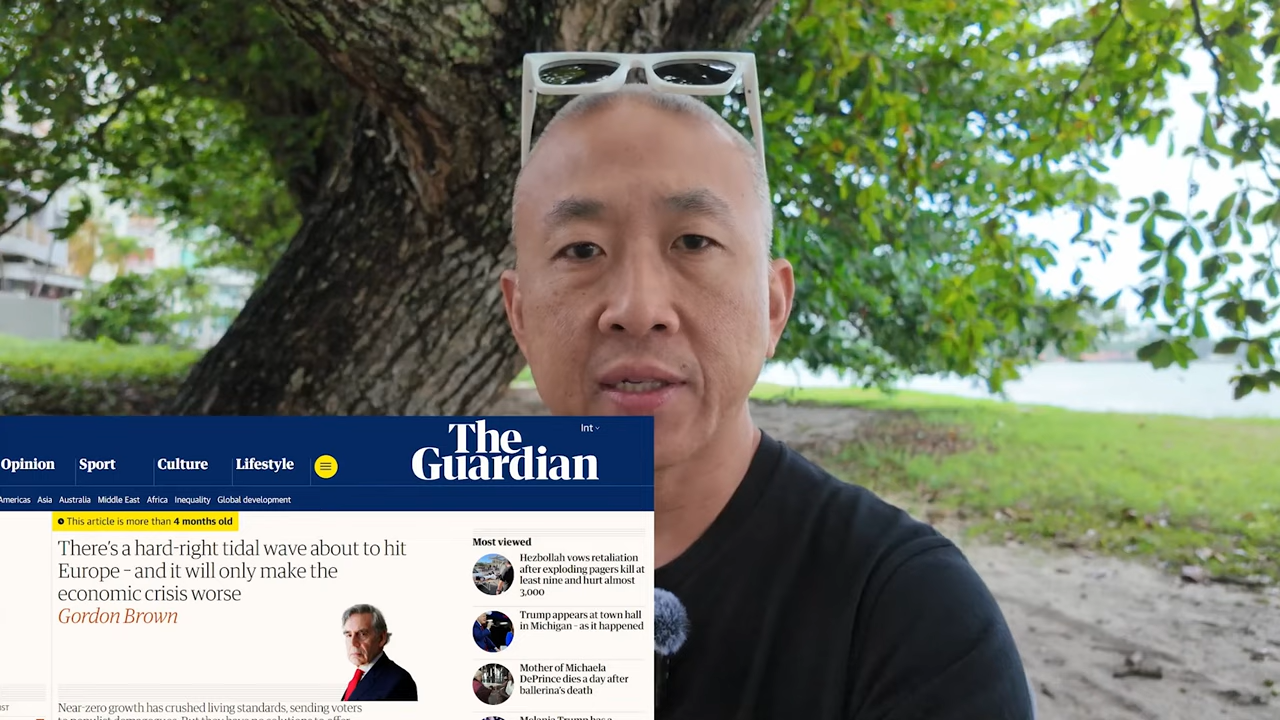 Int
The
Guardian
Opinion
Sport
Culture
Lifestyle
Americas Asia Australia Middle East Africa Inequality Global development
This article is more than 4 months old
There's a hard-right tidal wave about to hit
Europe – and it will only make the
economic crisis worse
Gordon Brown
Near-zero growth has crushed living standards, sending voters
Most viewed
Hezbollah vows retaliation
after exploding pagers kill at
least nine and hurt almost
3,000
Trump appears at town hall
in Michigan – as it happened
Mother of Michaela
DePrince dies a day after
ballerina's death